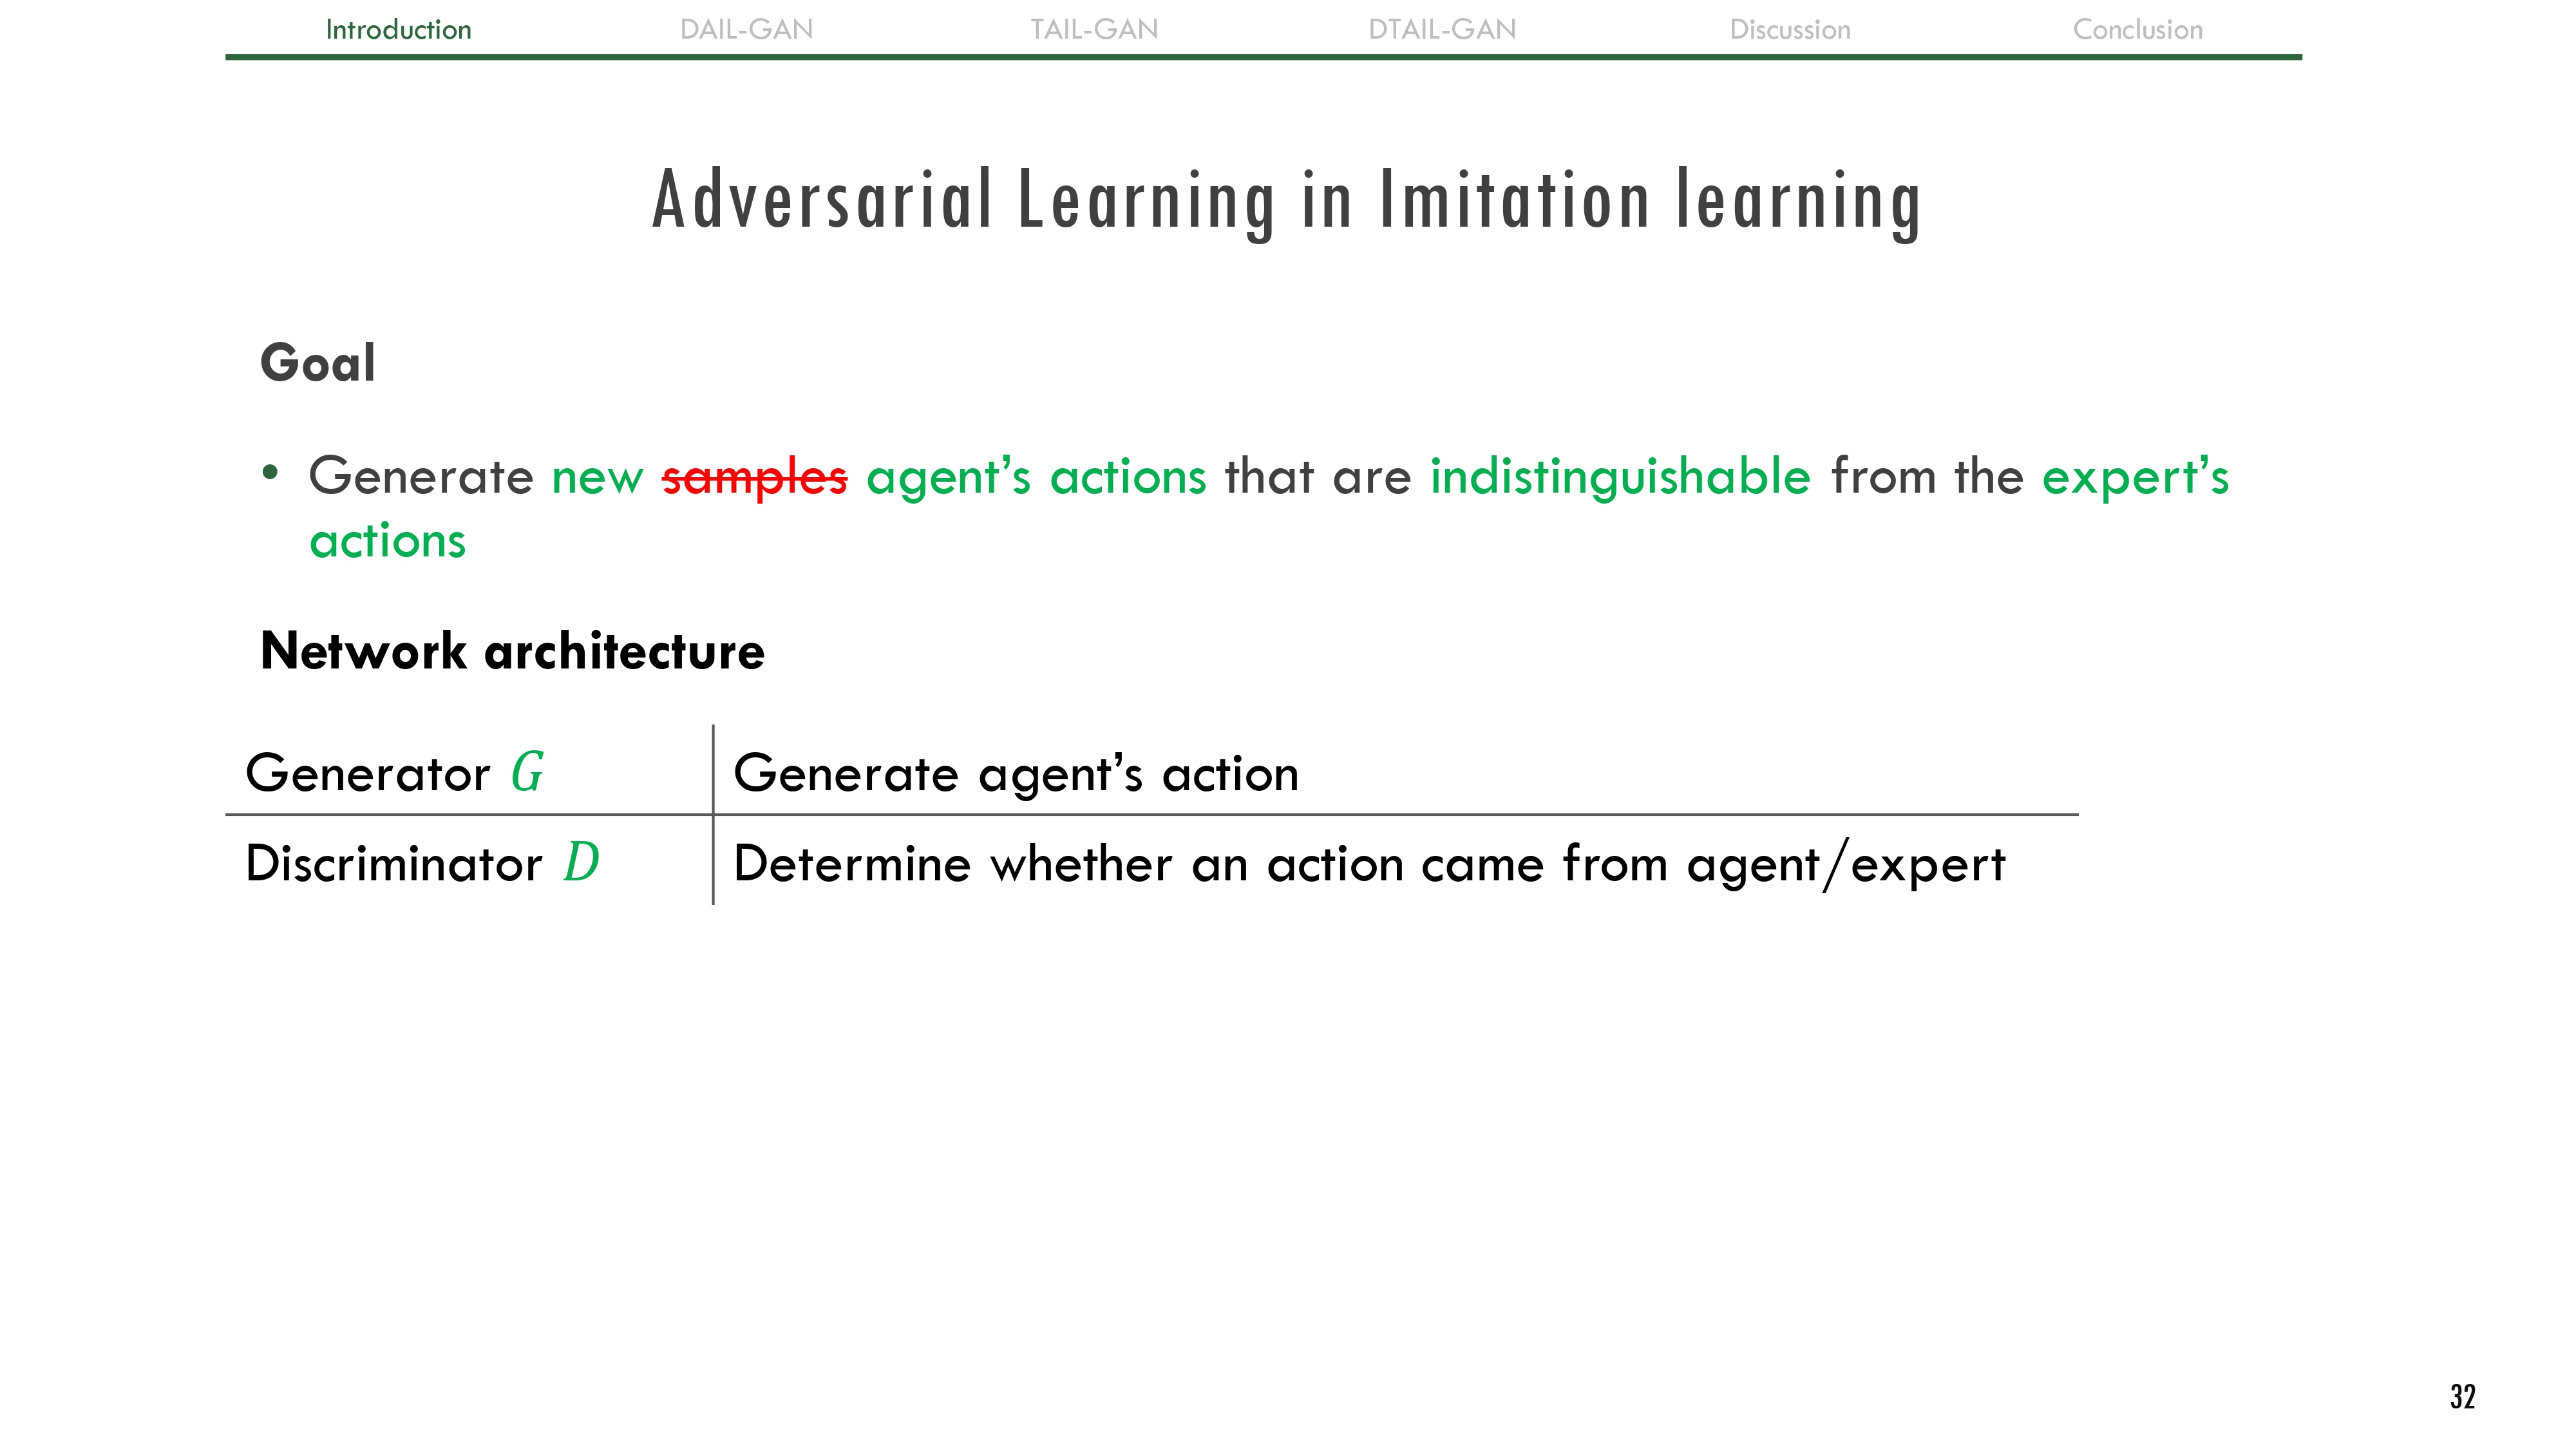 Introduction DAIL-GAN TAIL-GAN DTAIL-GAN Discussion Conclusion
Adversarial Learning in Imitation learning
Goal
• Generate new samples agent’s actions that are indistinguishable from the expert’s
actions
Network architecture
Generator G Generate agent’s action
Discriminator D Determine whether an action came from agent/expert
32